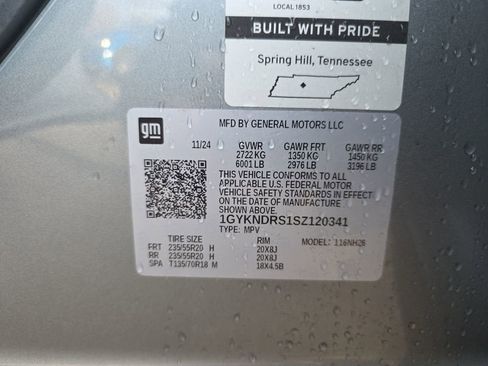 LOCAL 1853
BUILT WITH PRIDE
Spring Hill, Tennessee
gm
MFD BY GENERAL MOTORS LLC
11/24 GVWR GAWR FRT GAWR RR
2722 KG 1350 KG 1450 KG
6001 LB 2976 LB 3196 LB
THIS VEHICLE CONFORMS TO ALL
APPLICABLE U.S. FEDERAL MOTOR
VEHICLE SAFETY STANDARDS IN EFFECT
ON THE DATE OF MANUFACTURE
SHOWN ABOVE.
1GYKNDRS1SZ120341
TYPE: MPV
TIRE SIZE RIM MODEL: 116NH26
FRT 235/55R20 H 20X8J
RR 235/55R20 H 20X8J
SPA T135/70R18 M 18X4.5B